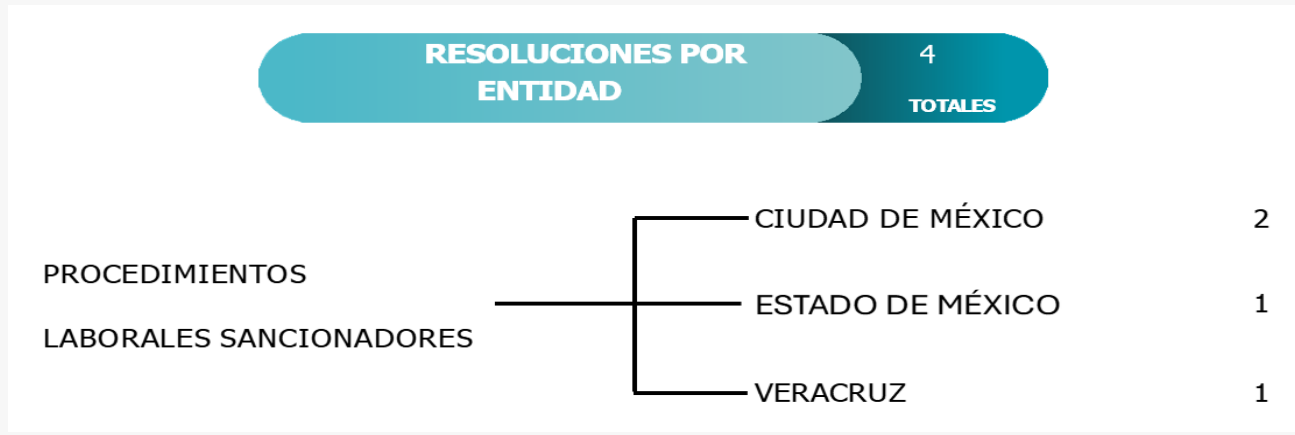 RESOLUCIONES POR
ENTIDAD
4
TOTALES
PROCEDIMIENTOS
LABORALES SANCIONADORES
CIUDAD DE MÉXICO 2
ESTADO DE MÉXICO 1
VERACRUZ 1